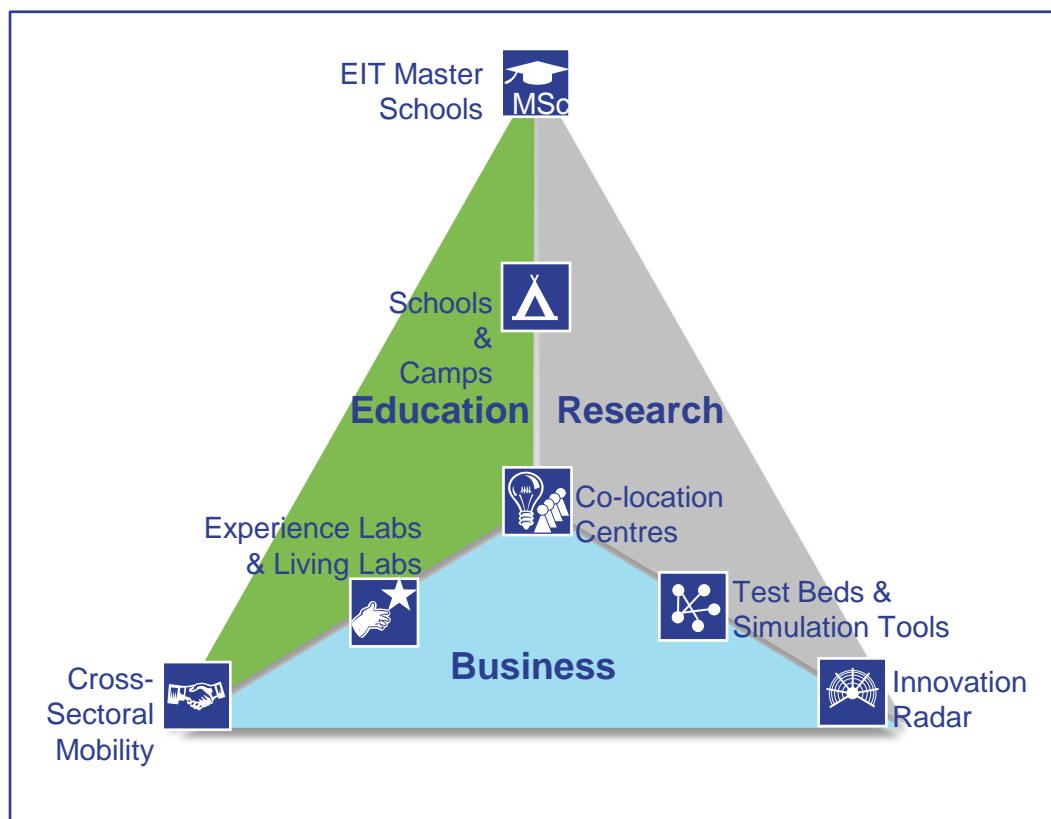 EIT Master
Schools
MSc
Schools
&
Camps
Education
Research
Co-location
Centres
Experience Labs
& Living Labs
Test Beds &
Simulation Tools
Business
Cross-
Sectoral
Mobility
Innovation
Radar